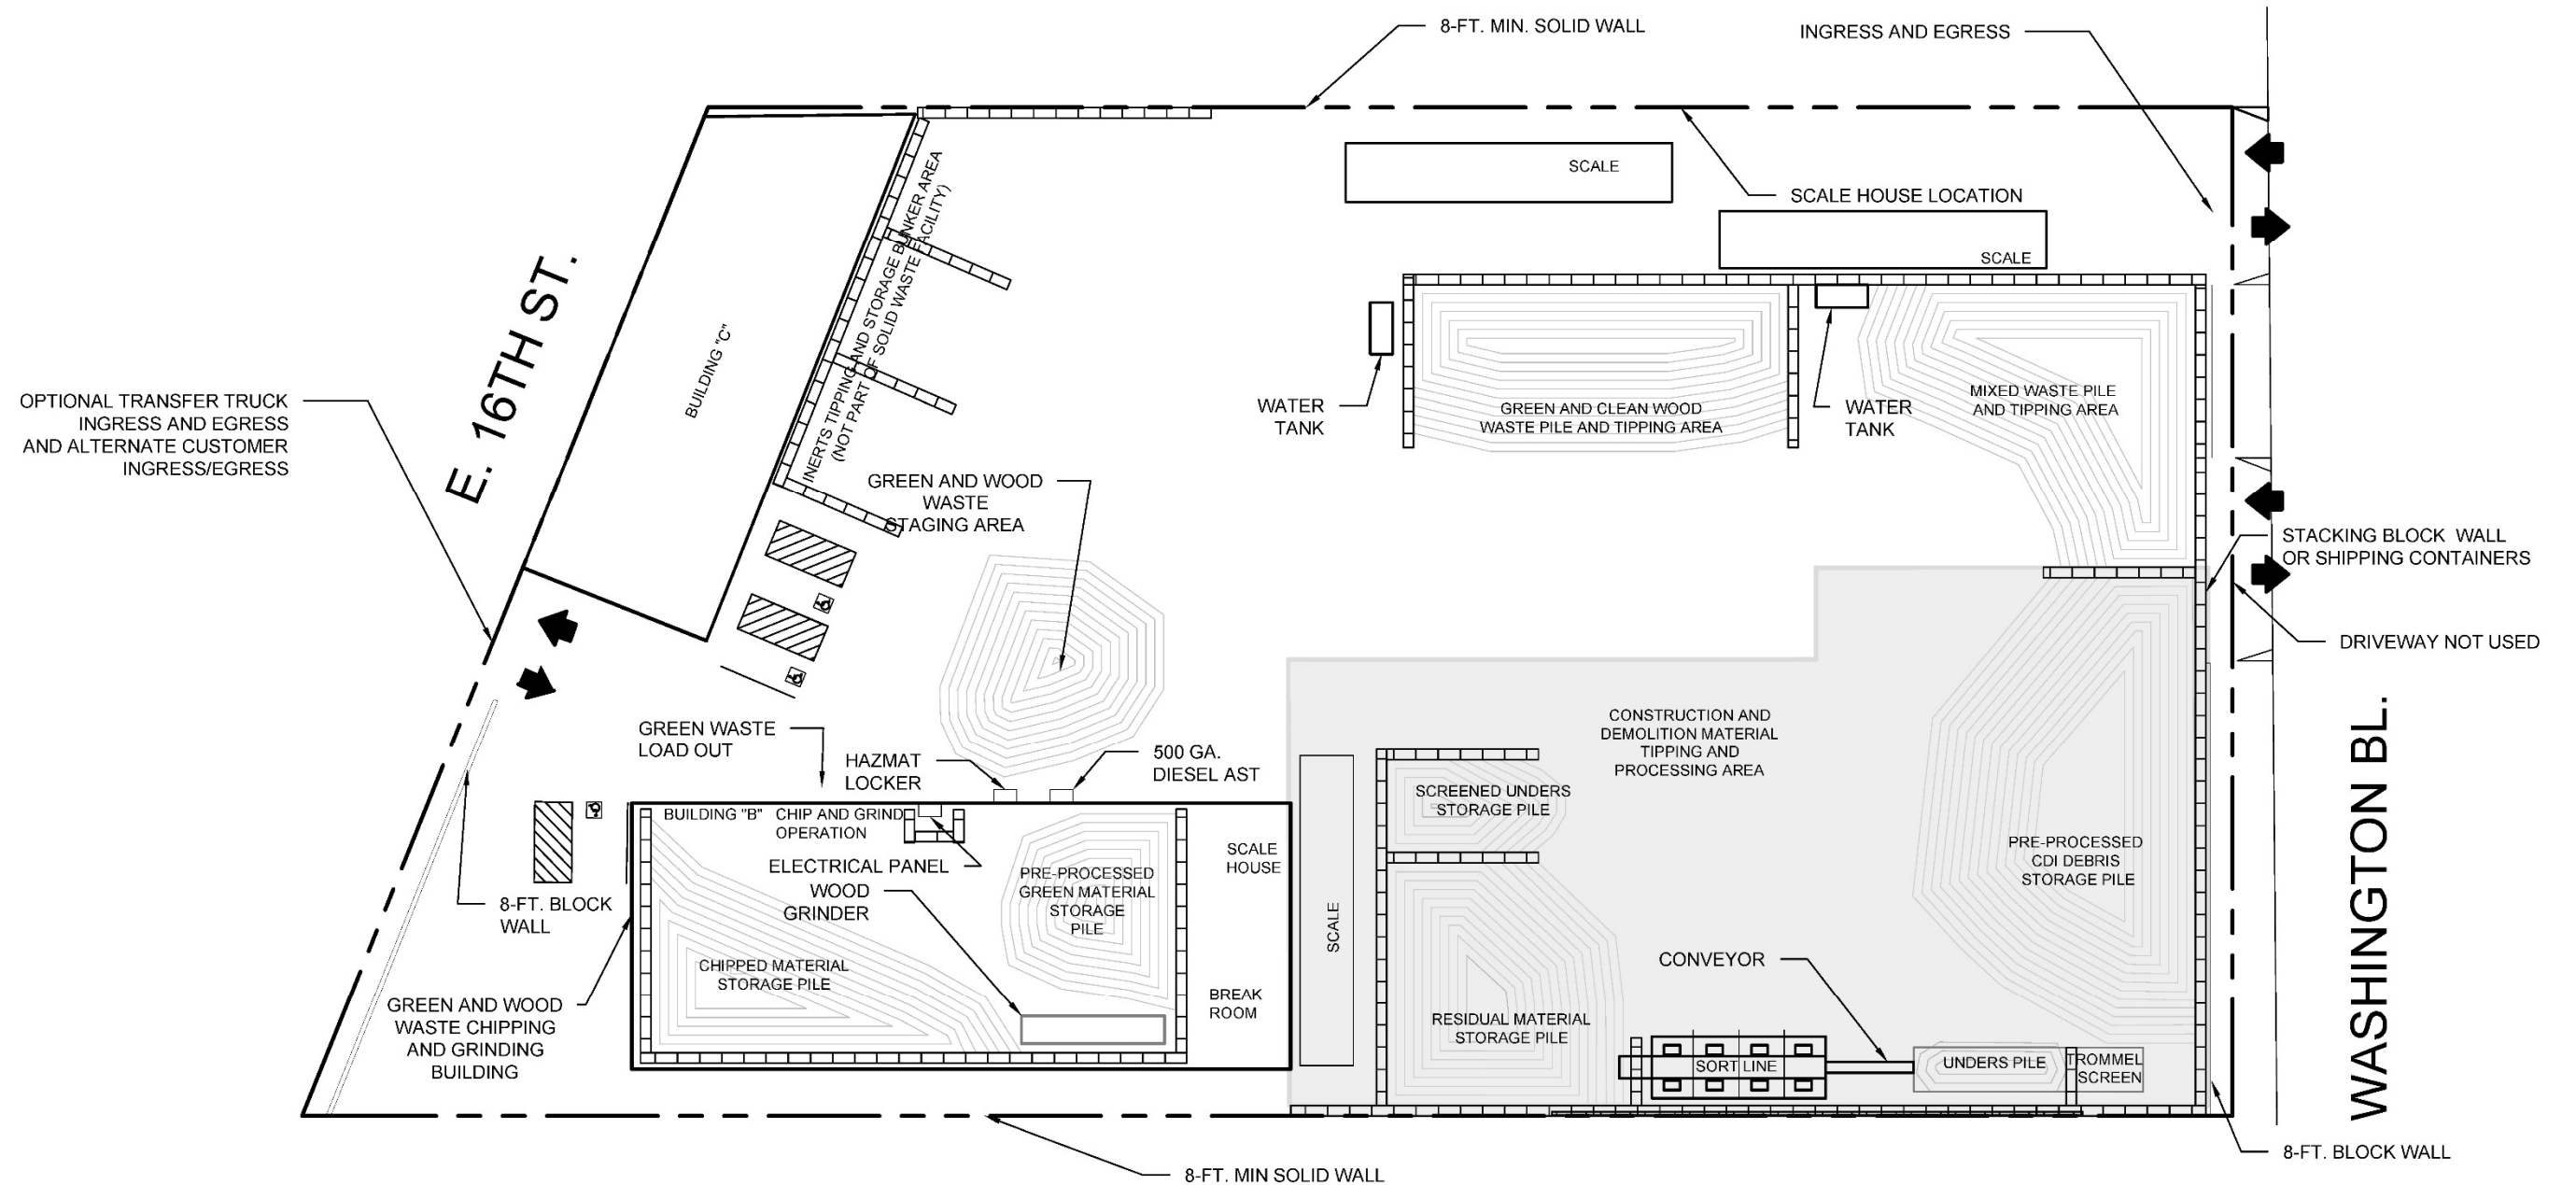 8-FT. MIN. SOLID WALL
INGRESS AND EGRESS
SCALE
SCALE HOUSE LOCATION
SCALE
E. 16TH ST.
BUILDING "C"
INERTS TIPPING AND STORAGE BUNKER AREA
(NOT PART OF SOLID WASTE FACILITY)
OPTIONAL TRANSFER TRUCK
INGRESS AND EGRESS
AND ALTERNATE CUSTOMER
INGRESS/EGRESS
WATER
TANK
GREEN AND CLEAN WOOD
WASTE PILE AND TIPPING AREA
WATER
TANK
MIXED WASTE PILE
AND TIPPING AREA
GREEN AND WOOD
WASTE
STAGING AREA
STACKING BLOCK WALL
OR SHIPPING CONTAINERS
DRIVEWAY NOT USED
WASHINGTON BL.
GREEN WASTE
LOAD OUT
HAZMAT
LOCKER
500 GA.
DIESEL AST
CONSTRUCTION AND
DEMOLITION MATERIAL
TIPPING AND
PROCESSING AREA
SCREENED UNDERS
STORAGE PILE
BUILDING "B" CHIP AND GRIND
OPERATION
ELECTRICAL PANEL
WOOD
GRINDER
PRE-PROCESSED
GREEN MATERIAL
STORAGE
PILE
SCALE
HOUSE
SCALE
PRE-PROCESSED
CDI DEBRIS
STORAGE PILE
8-FT. BLOCK
WALL
CHIPPED MATERIAL
STORAGE PILE
BREAK
ROOM
CONVEYOR
GREEN AND WOOD
WASTE CHIPPING
AND GRINDING
BUILDING
RESIDUAL MATERIAL
STORAGE PILE
SORT LINE
UNDERS PILE
TROMMEL
SCREEN
8-FT. MIN SOLID WALL
8-FT. BLOCK WALL